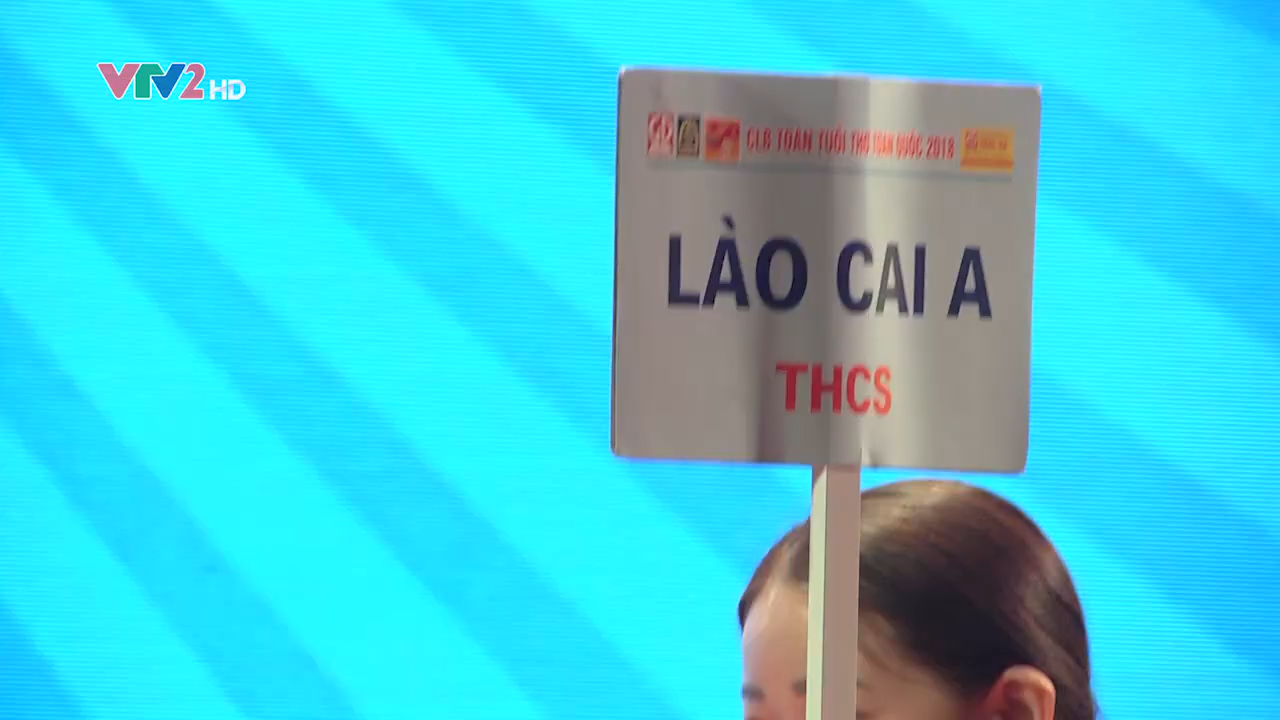 VTV2 HD
CLB TOÁN TUỔI THƠ TOÀN QUỐC 2018
LÀO CAI A
THCS